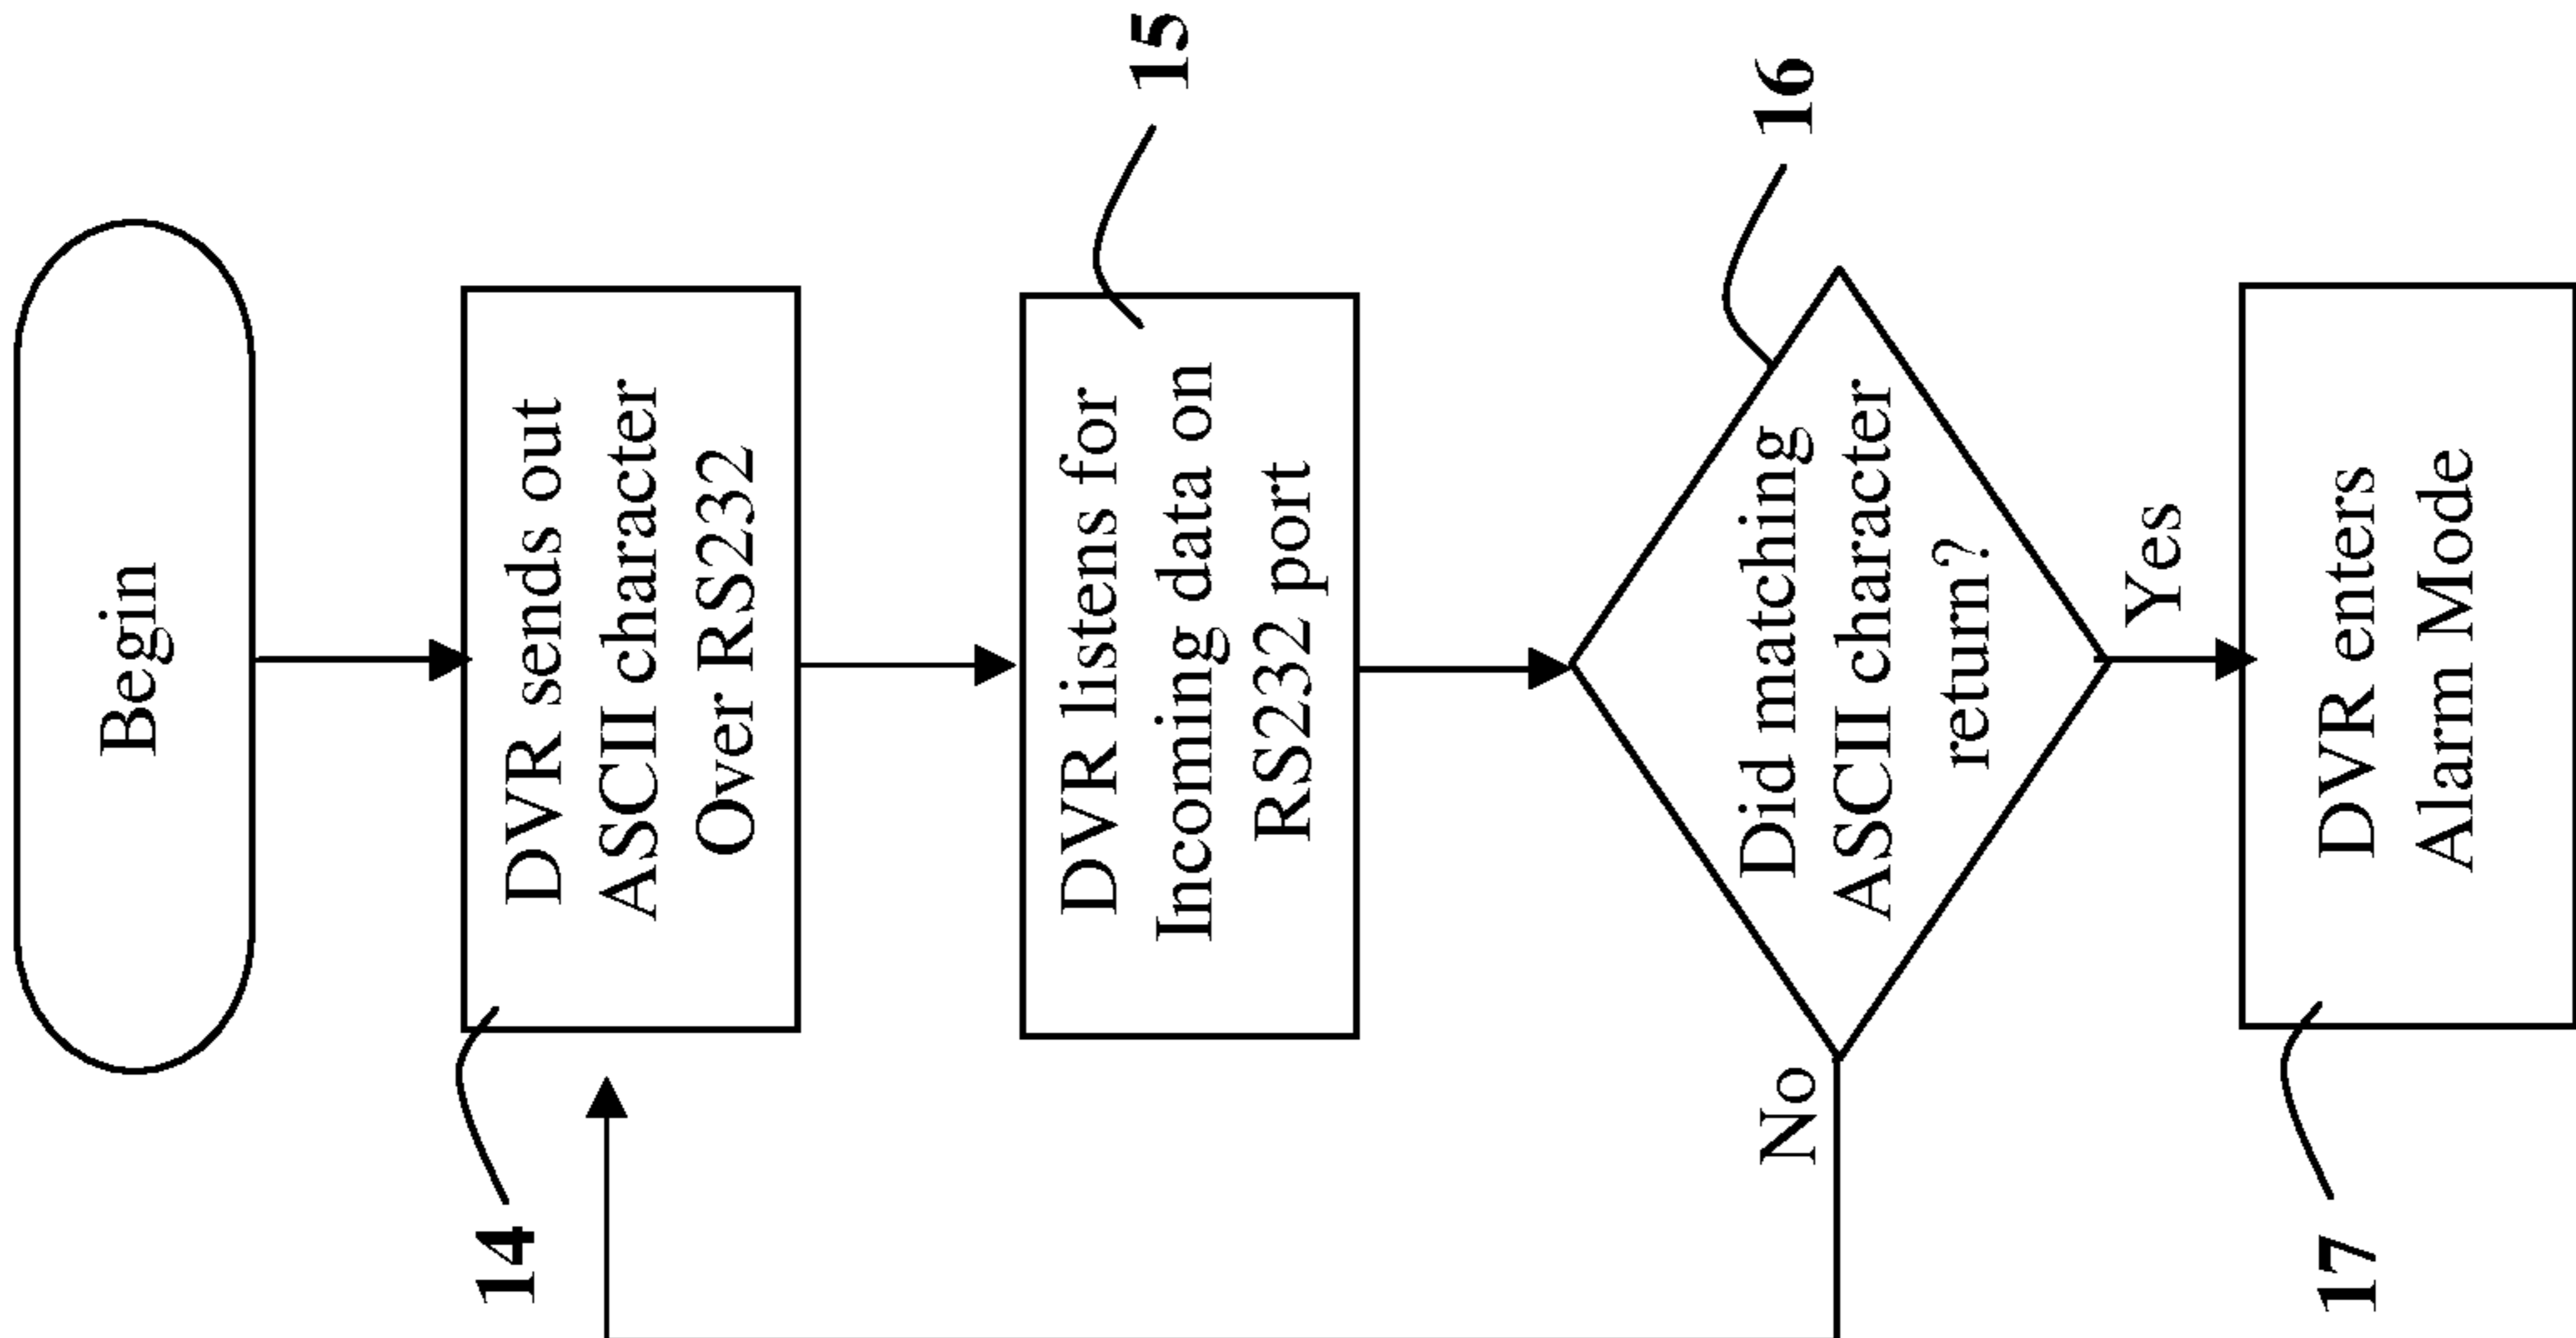 Begin
14
DVR sends out
ASCII character
Over RS232
15
DVR listens for
Incoming data on
RS232 port
16
Did matching
ASCII character
return?
No
Yes
17
DVR enters
Alarm Mode